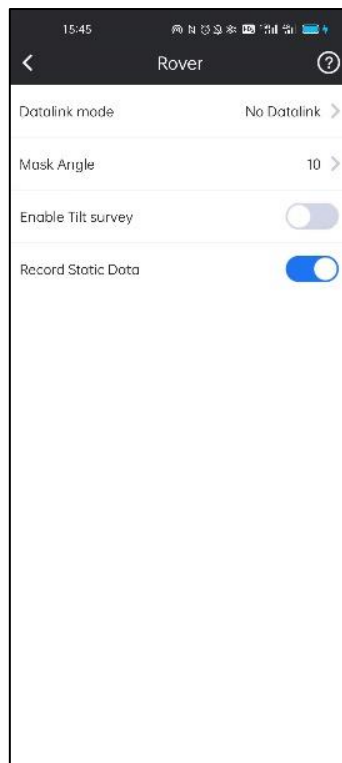 15:45
Rover
Datalink mode No Datalink
Mask Angle 10
Enable Tilt survey
Record Static Data